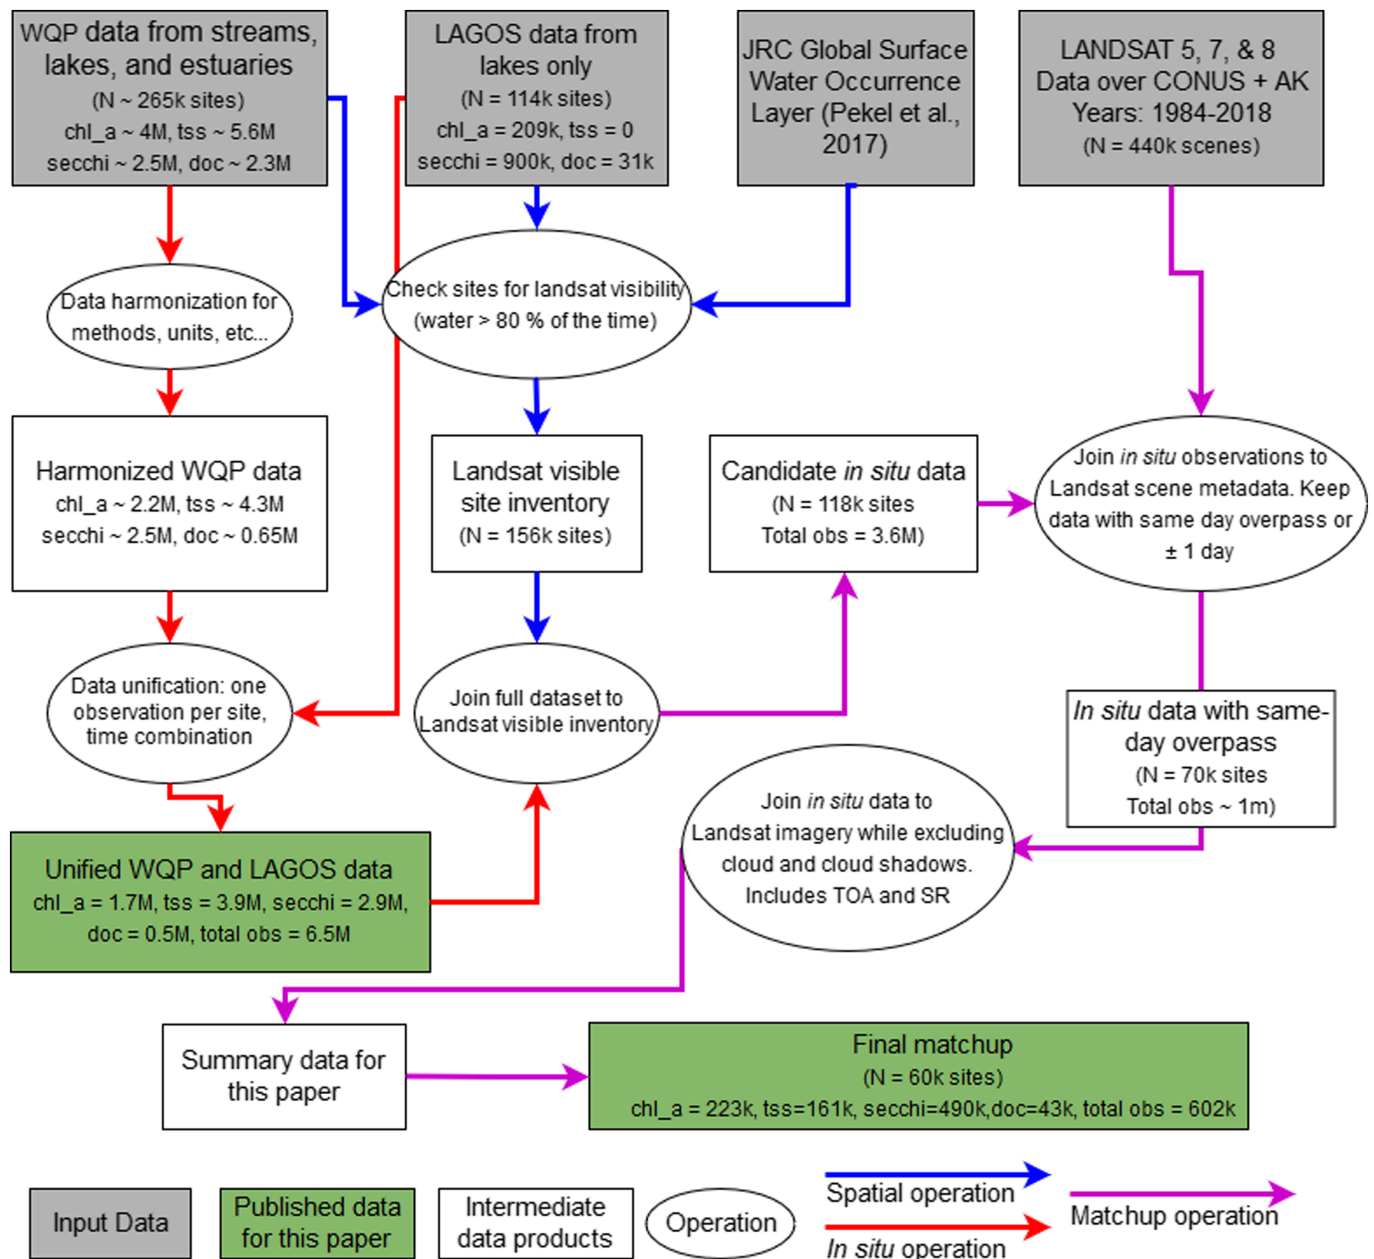 WQP data from streams,
lakes, and estuaries
(N ~ 265k sites)
chl_a ~ 4M, tss ~ 5.6M
secchi ~ 2.5M, doc ~ 2.3M
LAGOS data from
lakes only
(N = 114k sites)
chl_a = 209k, tss = 0
secchi = 900k, doc = 31k
JRC Global Surface
Water Occurrence
Layer (Pekel et al.,
2017)
LANDSAT 5, 7, & 8
Data over CONUS + AK
Years: 1984-2018
(N = 440k scenes)
Data harmonization for
methods, units, etc...
Check sites for landsat visibility
(water > 80 % of the time)
Harmonized WQP data
chl_a ~ 2.2M, tss ~ 4.3M
secchi ~ 2.5M, doc ~ 0.65M
Landsat visible
site inventory
(N = 156k sites)
Candidate in situ data
(N = 118k sites
Total obs = 3.6M)
Join in situ observations to
Landsat scene metadata. Keep
data with same day overpass or
± 1 day
Data unification: one
observation per site,
time combination
Join full dataset to
Landsat visible inventory
In situ data with same-
day overpass
(N = 70k sites
Total obs ~ 1m)
Join in situ data to
Landsat imagery while excluding
cloud and cloud shadows.
Includes TOA and SR
Unified WQP and LAGOS data
chl_a = 1.7M, tss = 3.9M, secchi = 2.9M,
doc = 0.5M, total obs = 6.5M
Summary data for
this paper
Final matchup
(N = 60k sites)
chl_a = 223k, tss=161k, secchi=490k,doc=43k, total obs = 602k
Input Data
Published data
for this paper
Intermediate
data products
Operation
Spatial operation
In situ operation
Matchup operation